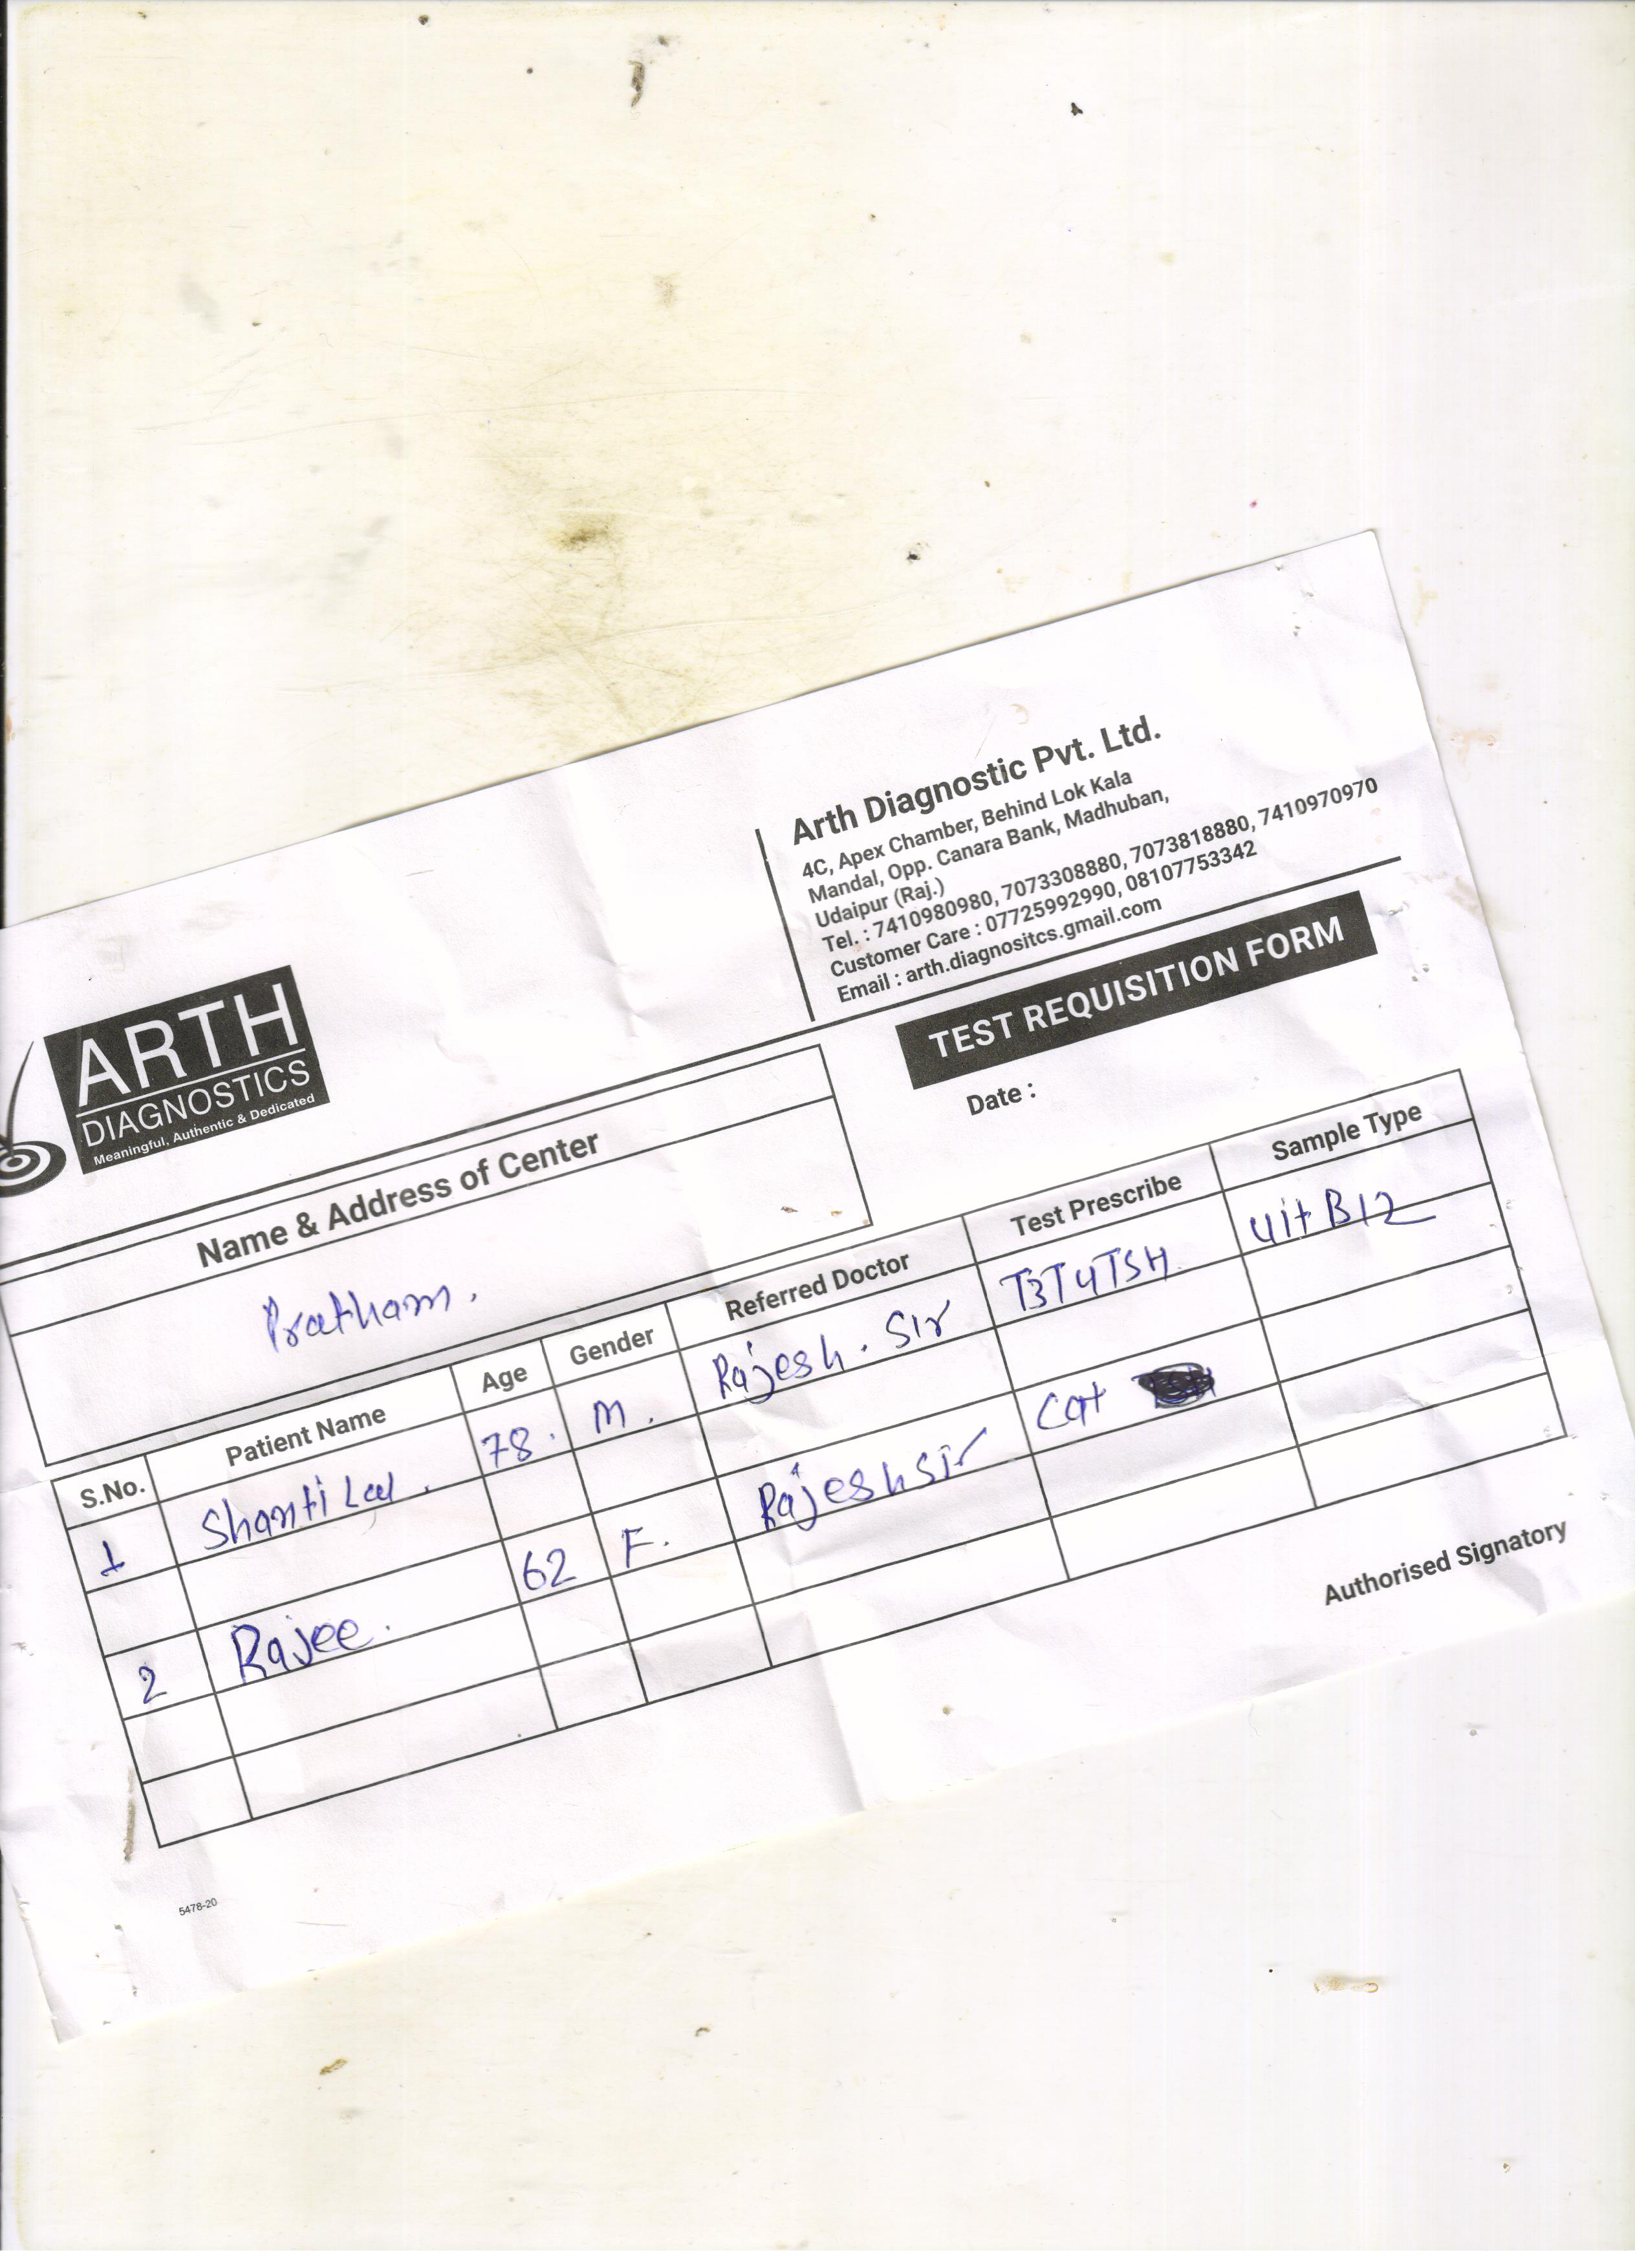 ARTH
DIAGNOSTICS
Meaningful, Authentic & Dedicated
Arth Diagnostic Pvt. Ltd.
4C, Apex Chamber, Behind Lok Kala
Mandal, Opp. Canara Bank, Madhuban,
Udaipur (Raj.)
Tel. : 7410980980, 7073308880, 7073818880, 7410970970
Customer Care : 07725992990, 08107753342
Email : arth.diagnositcs.gmail.com
TEST REQUISITION FORM
Name & Address of Center
Date :
Pratham.
S.No. Patient Name Age Gender Referred Doctor Test Prescribe Sample Type
1 Shanti Lal. 78. M. Rajesh. Sir T3T4TSH vit B12
2 Rajee. 62 F. Rajesh sir Cat
Authorised Signatory
5478-20